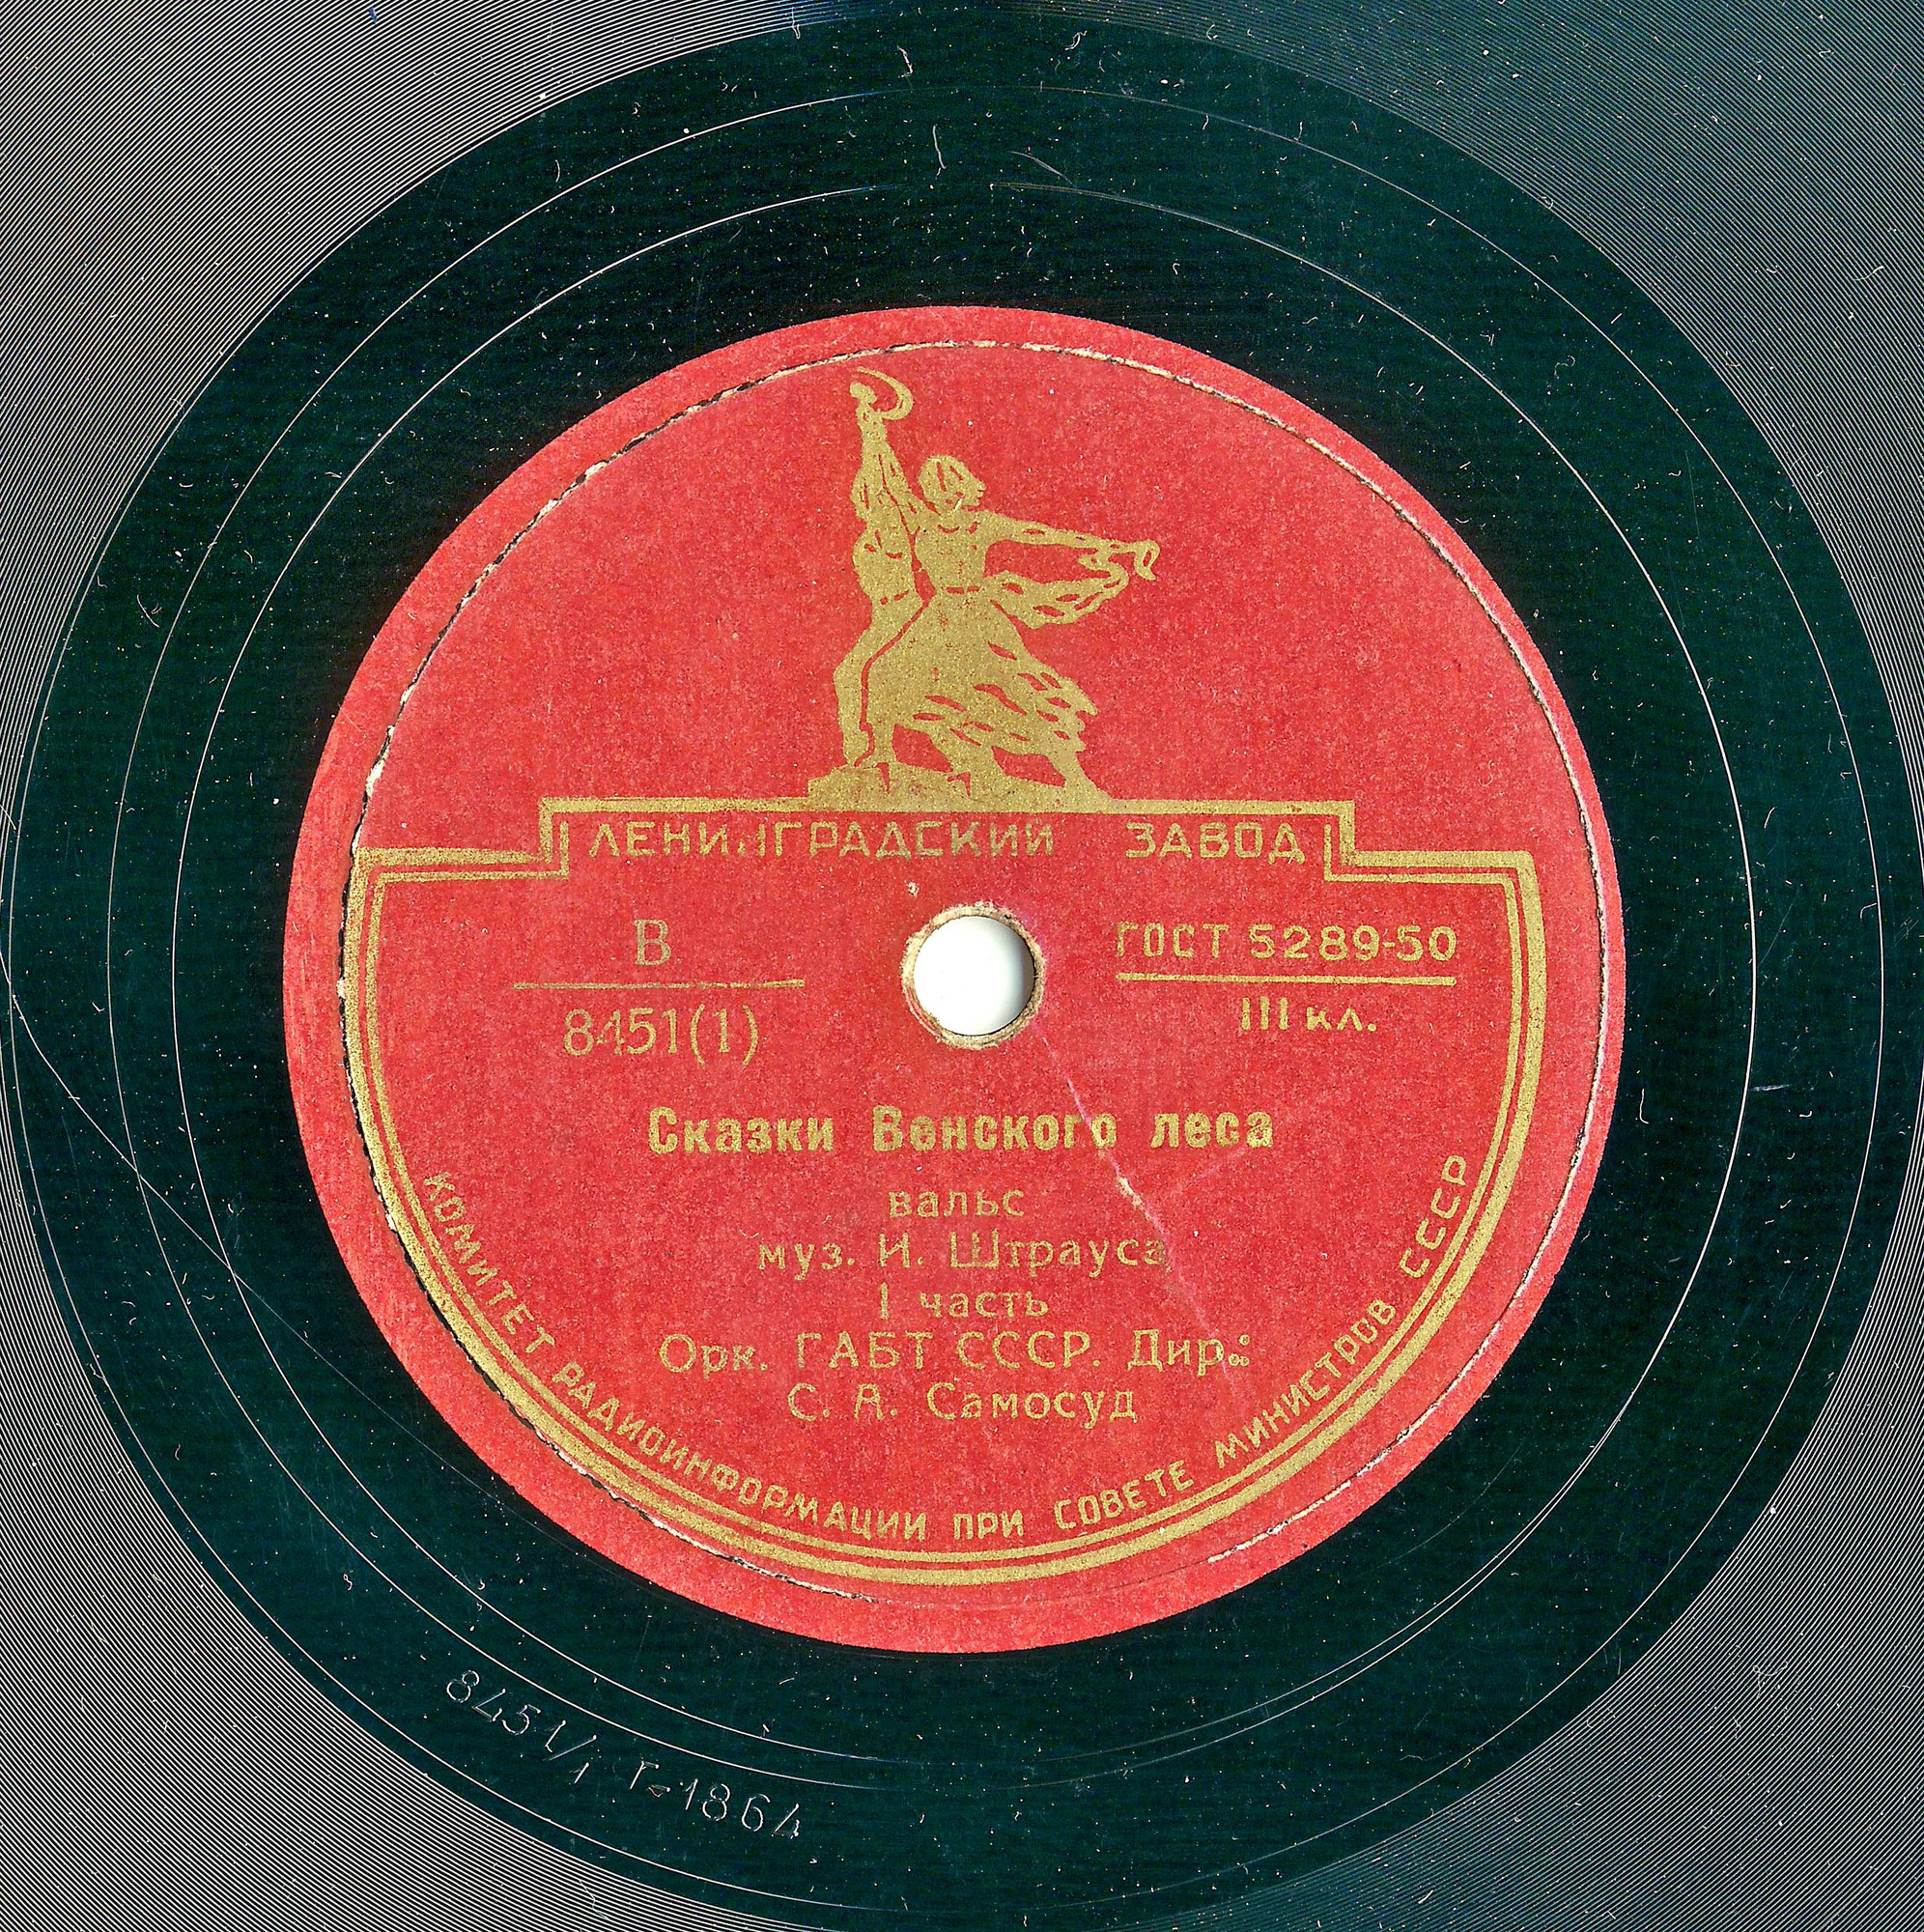 ЛЕНИНГРАДСКИЙ ЗАВОД
В
8451(1)
ГОСТ 5289-50
III кл.
Сказки Венского леса
вальс
муз. И. Штрауса
I часть
Орк. ГАБТ СССР. Дир.:
С. А. Самосуд
КОМИТЕТ РАДИОИНФОРМАЦИИ ПРИ СОВЕТЕ МИНИСТРОВ СССР
8451/1 Г-1864